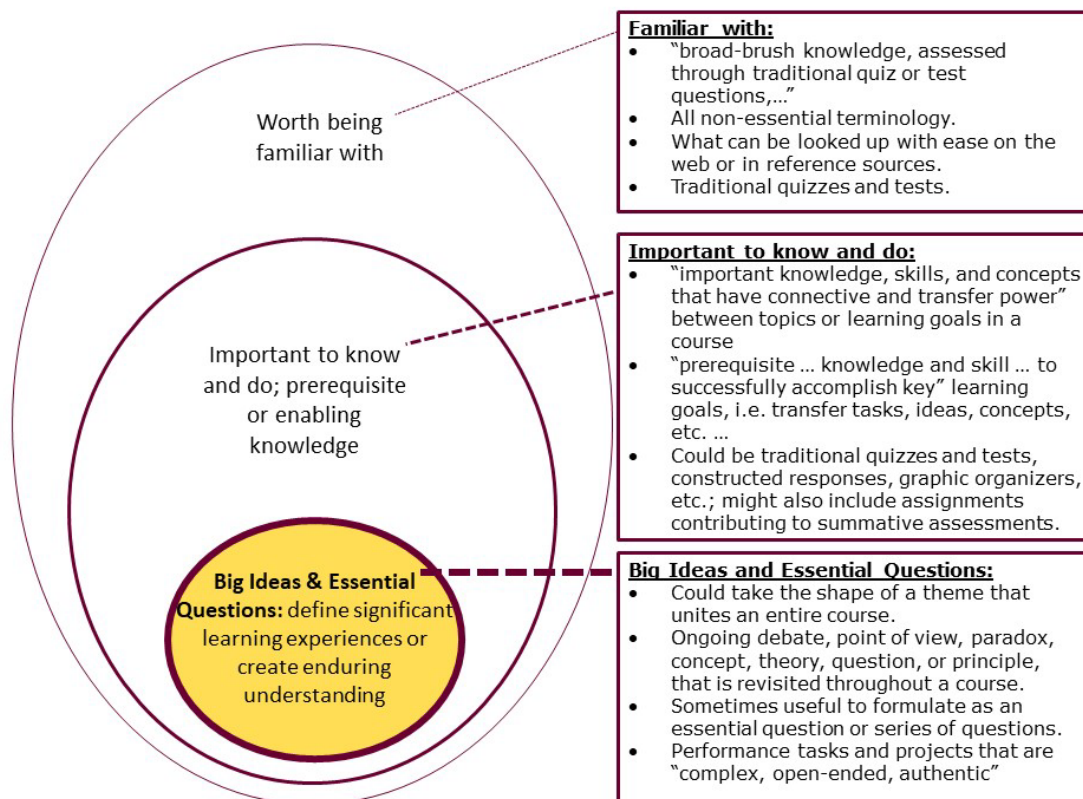 Worth being
familiar with
Important to know
and do; prerequisite
or enabling
knowledge
Big Ideas & Essential
Questions: define significant
learning experiences or
create enduring
understanding
Familiar with:
• “broad-brush knowledge, assessed
through traditional quiz or test
questions,…”
• All non-essential terminology.
• What can be looked up with ease on the
web or in reference sources.
• Traditional quizzes and tests.
Important to know and do:
• “important knowledge, skills, and concepts
that have connective and transfer power”
between topics or learning goals in a
course
• “prerequisite … knowledge and skill … to
successfully accomplish key” learning
goals, i.e. transfer tasks, ideas, concepts,
etc. …
• Could be traditional quizzes and tests,
constructed responses, graphic organizers,
etc.; might also include assignments
contributing to summative assessments.
Big Ideas and Essential Questions:
• Could take the shape of a theme that
unites an entire course.
• Ongoing debate, point of view, paradox,
concept, theory, question, or principle,
that is revisited throughout a course.
• Sometimes useful to formulate as an
essential question or series of questions.
• Performance tasks and projects that are
“complex, open-ended, authentic”